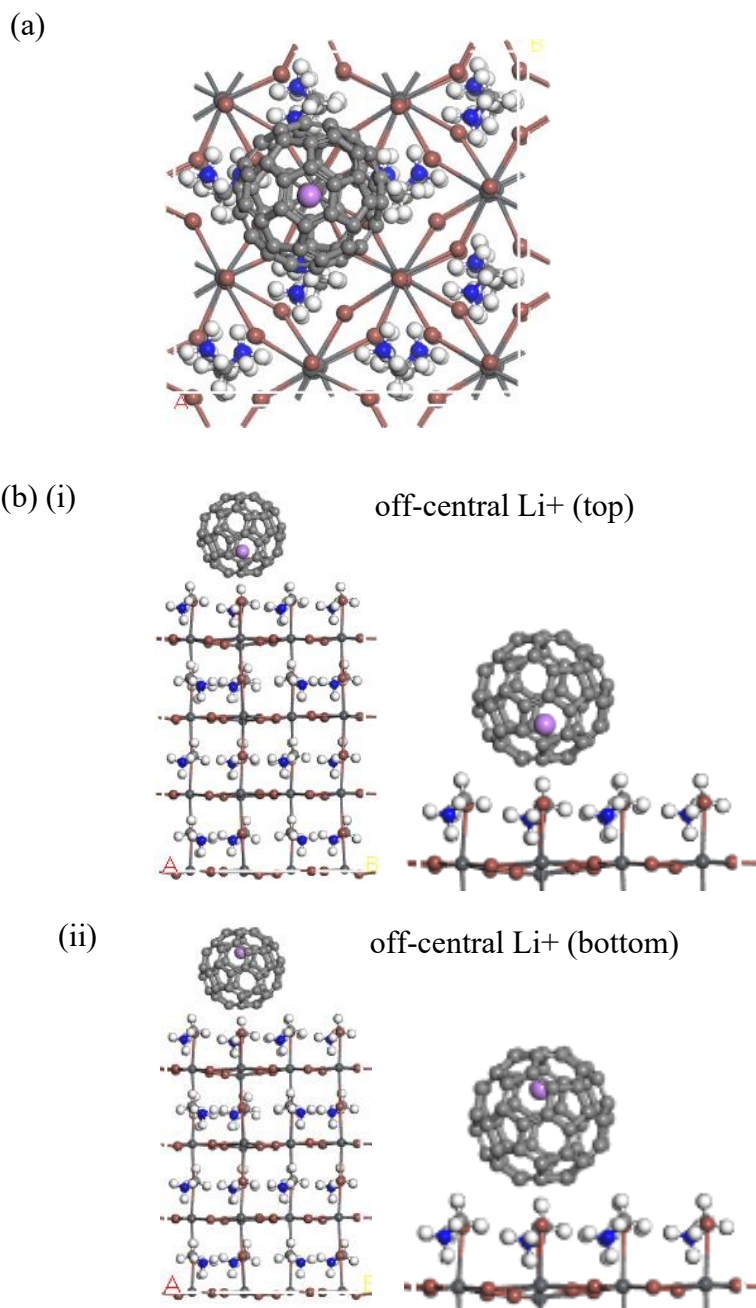 (a)
B
A
(b) (i)
off-central Li+ (top)
A
B
(ii)
off-central Li+ (bottom)
A